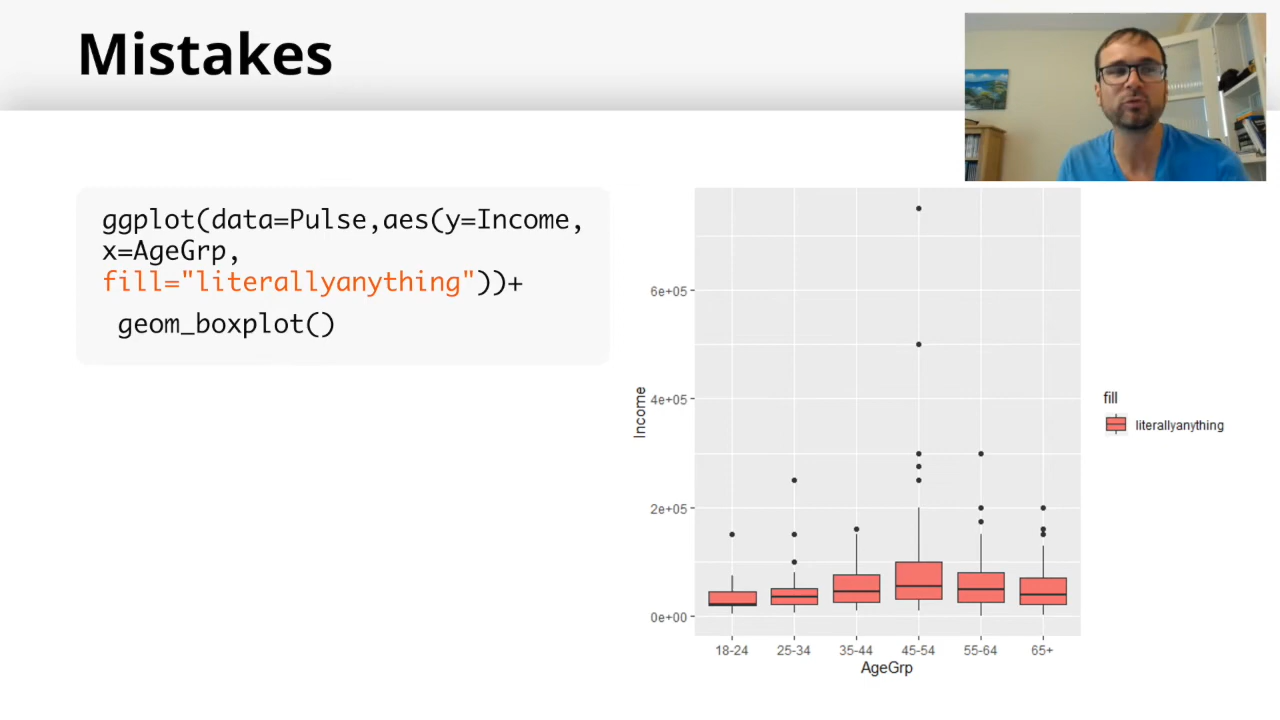 Mistakes
ggplot(data=Pulse,aes(y=Income,
x=AgeGrp,
fill="literallyanything"))+
geom_boxplot()
Income
6e+05
4e+05
2e+05
0e+00
18-24 25-34 35-44 45-54 55-64 65+
AgeGrp
fill
literallyanything